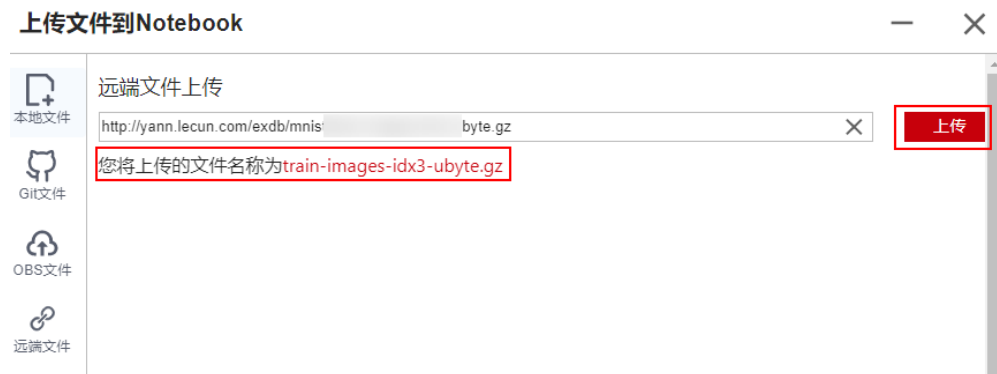 上传文件到Notebook
本地文件
Git文件
OBS文件
远端文件
远端文件上传
http://yann.lecun.com/exdb/mnist byte.gz
上传
您将上传的文件名称为train-images-idx3-ubyte.gz